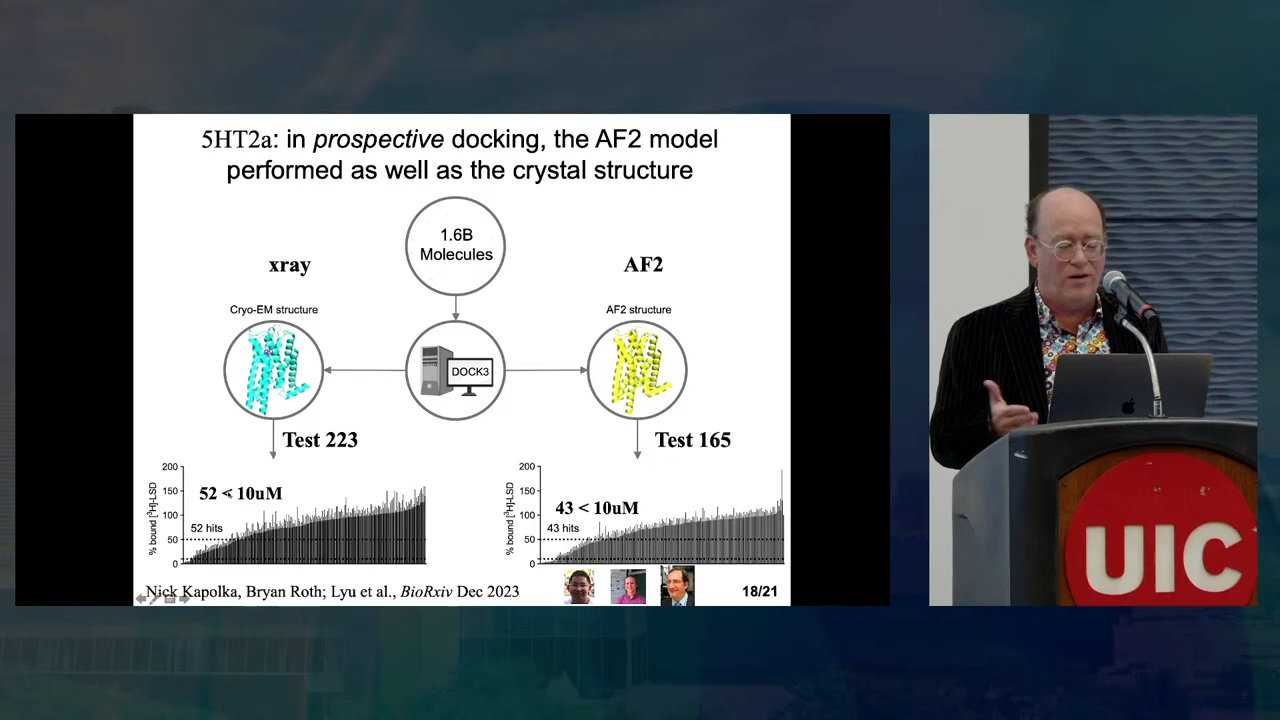 5HT2a: in prospective docking, the AF2 model
performed as well as the crystal structure
1.6B
Molecules
xray
AF2
Cryo-EM structure
AF2 structure
DOCK3
Test 223
Test 165
200
150
100
50
0
% bound [³H]-LSD
52 < 10uM
52 hits
200
150
100
50
0
% bound [³H]-LSD
43 < 10uM
43 hits
Nick Kapolka, Bryan Roth; Lyu et al., BioRxiv Dec 2023
18/21
UIC